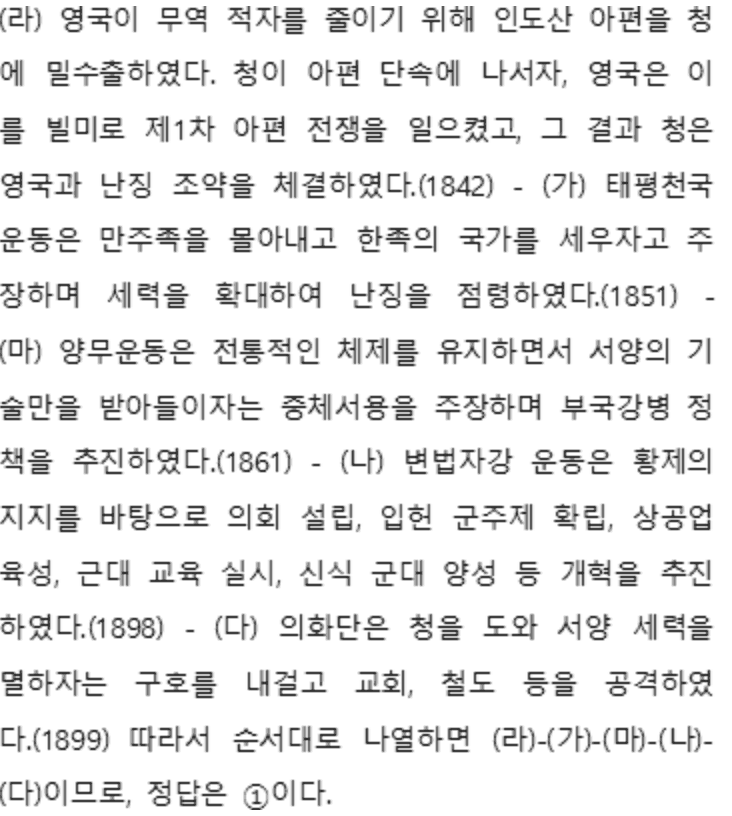 (라) 영국이 무역 적자를 줄이기 위해 인도산 아편을 청
에 밀수출하였다. 청이 아편 단속에 나서자, 영국은 이
를 빌미로 제1차 아편 전쟁을 일으켰고, 그 결과 청은
영국과 난징 조약을 체결하였다.(1842) - (가) 태평천국
운동은 만주족을 몰아내고 한족의 국가를 세우자고 주
장하며 세력을 확대하여 난징을 점령하였다.(1851) -
(마) 양무운동은 전통적인 체제를 유지하면서 서양의 기
술만을 받아들이자는 중체서용을 주장하며 부국강병 정
책을 추진하였다.(1861) - (나) 변법자강 운동은 황제의
지지를 바탕으로 의회 설립, 입헌 군주제 확립, 상공업
육성, 근대 교육 실시, 신식 군대 양성 등 개혁을 추진
하였다.(1898) - (다) 의화단은 청을 도와 서양 세력을
멸하자는 구호를 내걸고 교회, 철도 등을 공격하였
다.(1899) 따라서 순서대로 나열하면 (라)-(가)-(마)-(나)-
(다)이므로, 정답은 ①이다.